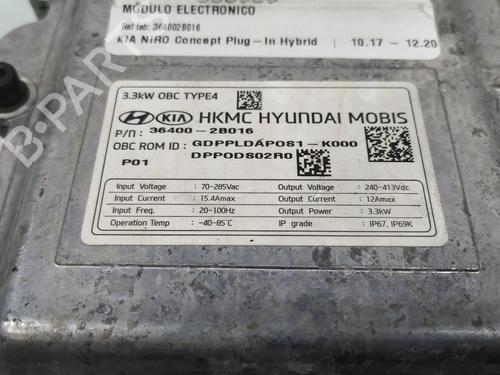 MÓDULO ELECTRÓNICO
Ref fab: 364002B016
KIA NIRO Concept Plug-In Hybrid | 10.17 - 12.20
3.3kW OBC TYPE4
KIA HKMC HYUNDAI MOBIS
P/N : 36400-2B016
OBC ROM ID : GDPPLDAPOS1-K000
P01 DPPODS02R0
Input Voltage : 70-285Vac Output Voltage : 240-413Vdc
Input Current : 15.4Amax Output Current : 12Amax
Input Freq. : 20-100Hz Output Power : 3.3kW
Operation Temp : -40-85℃ IP grade : IP67, IP69K